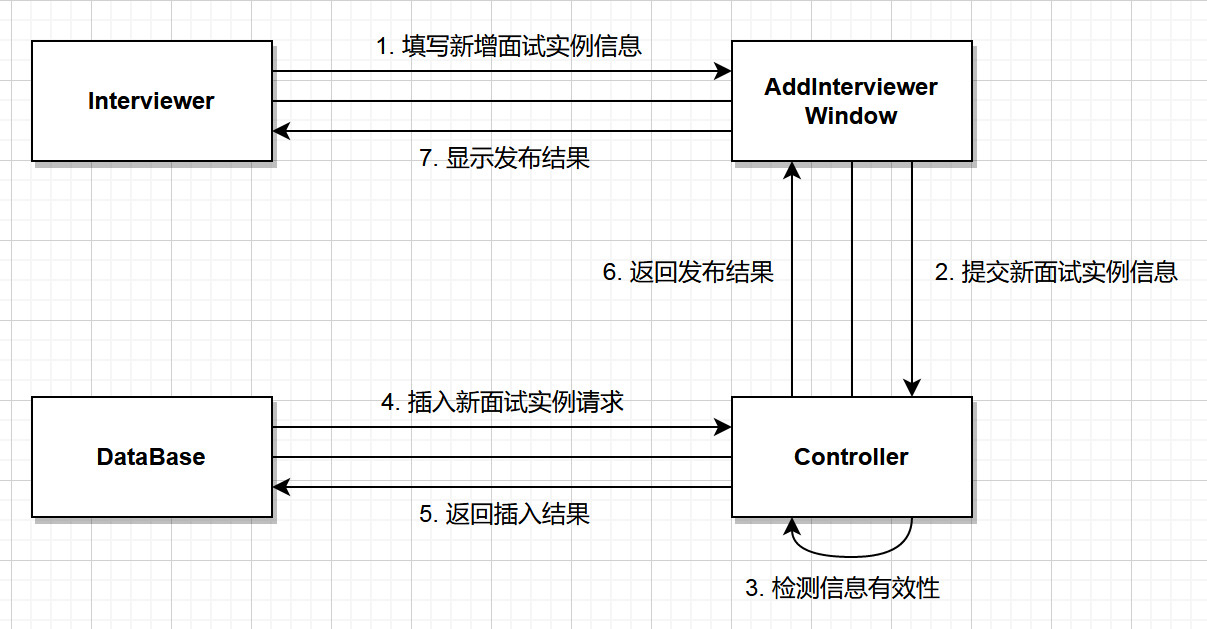 1. 填写新增面试实例信息
Interviewer
AddInterviewer
Window
7. 显示发布结果
6. 返回发布结果
2. 提交新面试实例信息
4. 插入新面试实例请求
DataBase
Controller
5. 返回插入结果
3. 检测信息有效性